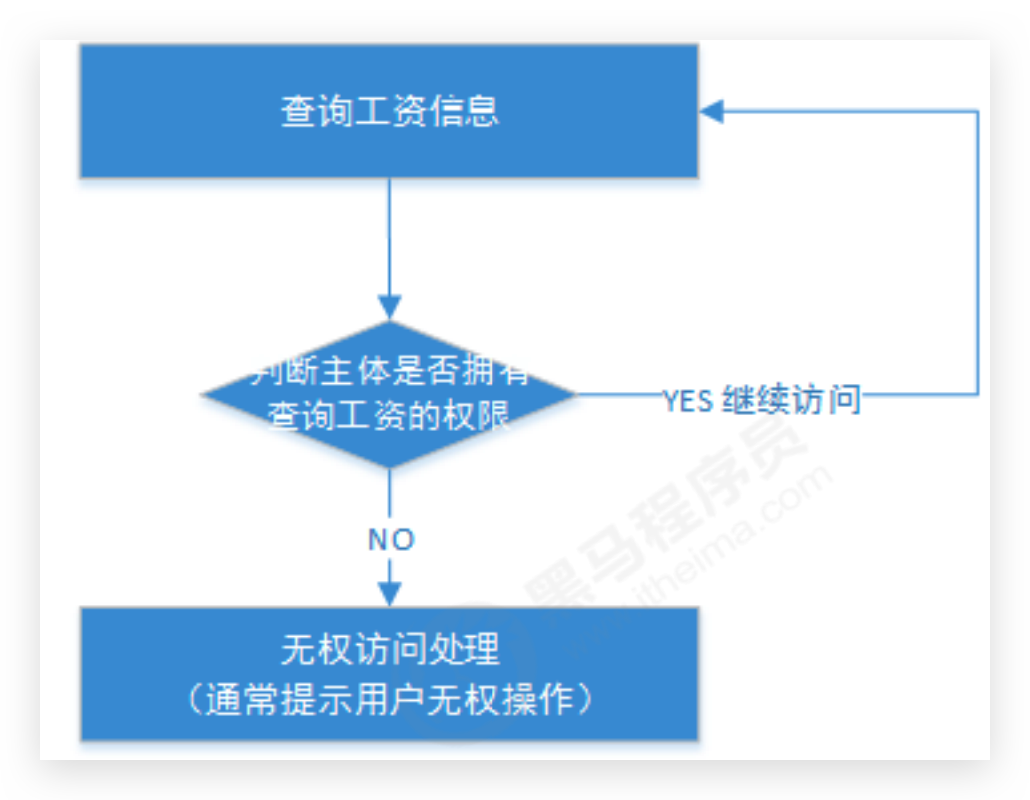 查询工资信息
判断主体是否拥有
查询工资的权限
YES 继续访问
NO
无权访问处理
（通常提示用户无权操作）
黑马程序员
itheima.com